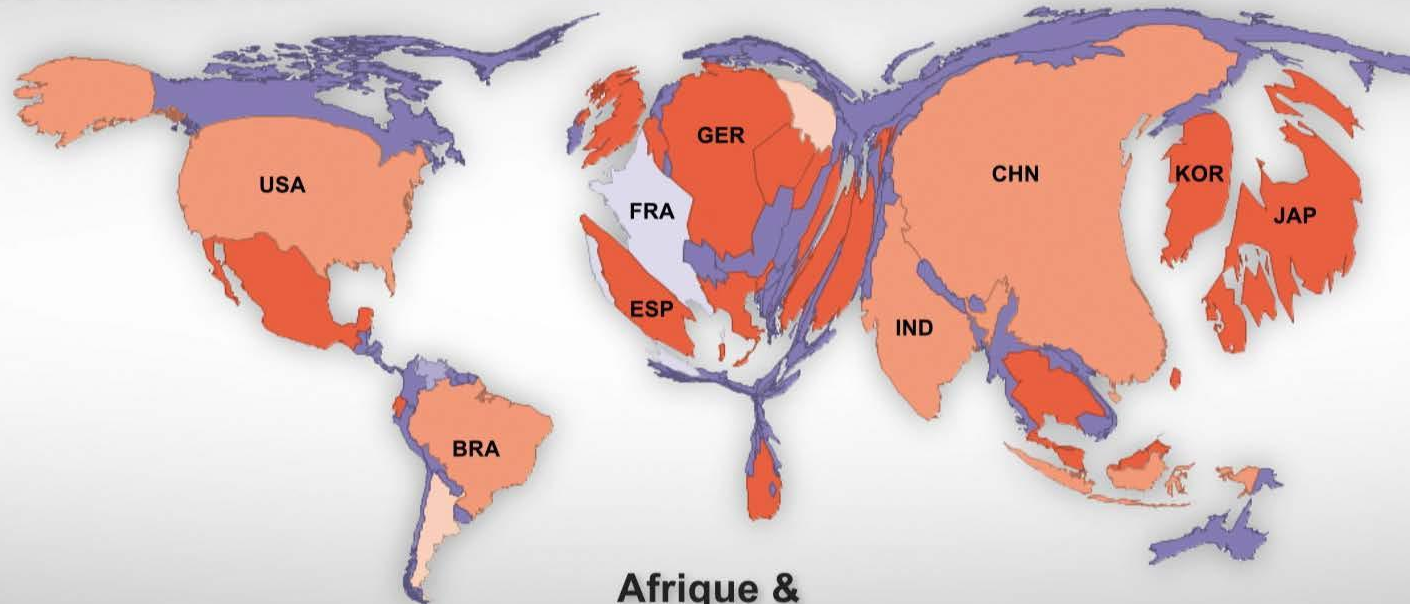 GER
USA
CHN
KOR
FRA
JAP
ESP
IND
BRA
Afrique &